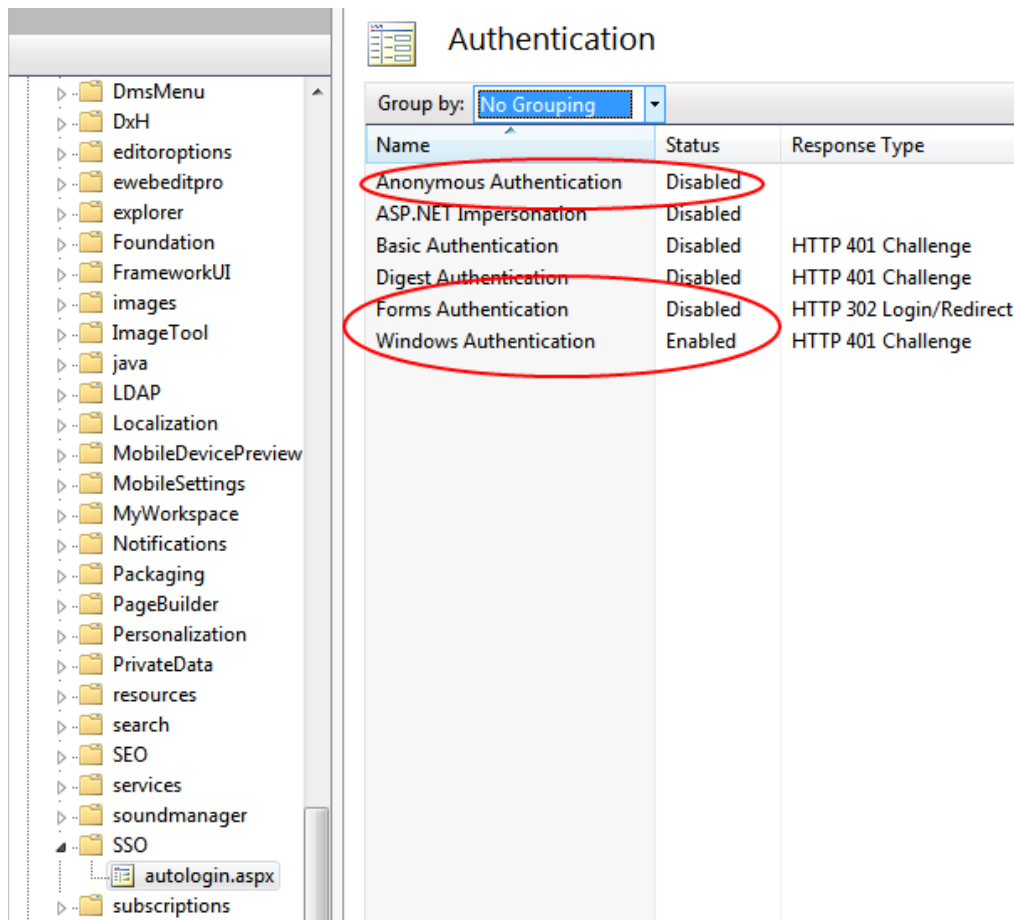 DmsMenu
DxH
editoroptions
ewebeditpro
explorer
Foundation
FrameworkUI
images
ImageTool
java
LDAP
Localization
MobileDevicePreview
MobileSettings
MyWorkspace
Notifications
Packaging
PageBuilder
Personalization
PrivateData
resources
search
SEO
services
soundmanager
SSO
autologin.aspx
subscriptions
Authentication
Group by: No Grouping
Name Status Response Type
Anonymous Authentication Disabled
ASP.NET Impersonation Disabled
Basic Authentication Disabled HTTP 401 Challenge
Digest Authentication Disabled HTTP 401 Challenge
Forms Authentication Disabled HTTP 302 Login/Redirect
Windows Authentication Enabled HTTP 401 Challenge